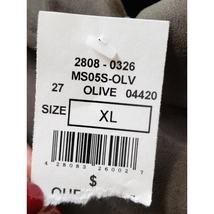 2808 - 0326
MS05S-OLV
27 OLIVE 04420
SIZE XL
4 28083 26002 7
$